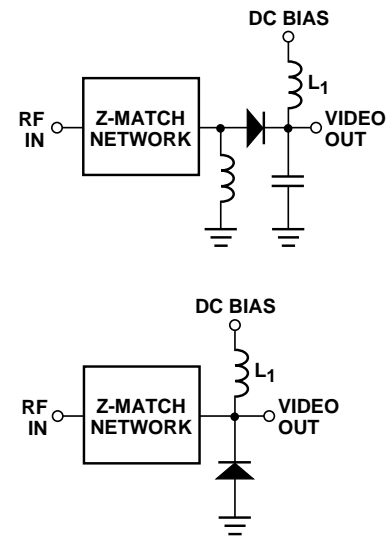 DC BIAS
L1
RF
IN
Z-MATCH
NETWORK
VIDEO
OUT
DC BIAS
L1
RF
IN
Z-MATCH
NETWORK
VIDEO
OUT